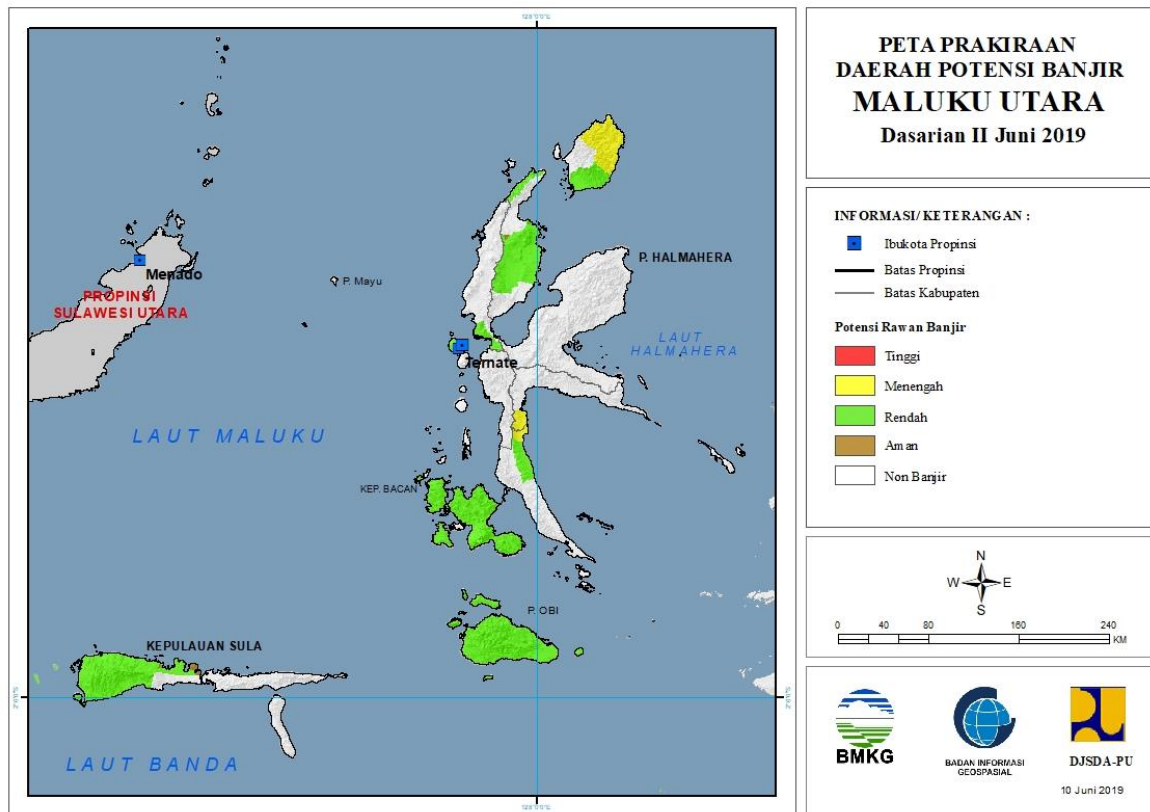 PETA PRAKIRAAN
DAERAH POTENSI BANJIR
MALUKU UTARA
Dasarian II Juni 2019
INFORMASI/ KETERANGAN :
Ibukota Propinsi
Batas Propinsi
Batas Kabupaten
Potensi Rawan Banjir
Tinggi
Menengah
Rendah
Aman
Non Banjir
N
W E
S
0 40 80 160 240
KM
BMKG
BADAN INFORMASI
GEOSPASIAL
DJSDA-PU
10 Juni 2019
Menado
PROPINSI
SULAWESI UTARA
P. Mayu
P. HALMAHERA
LAUT
HALMAHERA
Ternate
LAUT MALUKU
KEP. BACAN
P. OBI
KEPULAUAN SULA
LAUT BANDA